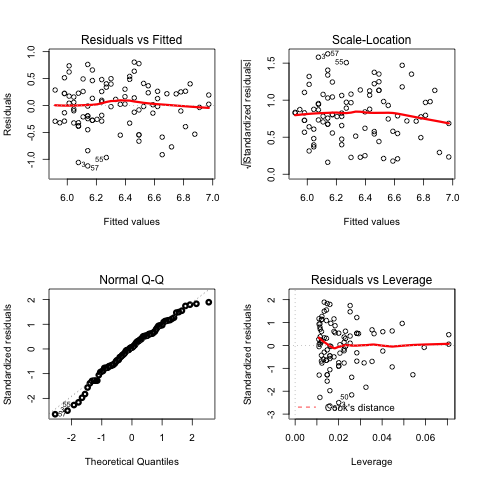 Residuals vs Fitted
Residuals
1.0
0.5
0.0
-0.5
-1.0
55
3
57
6.0 6.2 6.4 6.6 6.8 7.0
Fitted values
Scale-Location
√|Standardized residuals|
1.5
1.0
0.5
0.0
3 57
55
6.0 6.2 6.4 6.6 6.8 7.0
Fitted values
Normal Q-Q
Standardized residuals
2
1
0
-1
-2
55
57
-2 -1 0 1 2
Theoretical Quantiles
Residuals vs Leverage
Standardized residuals
2
1
0
-1
-2
-3
50
Cook's distance
0.00 0.02 0.04 0.06
Leverage